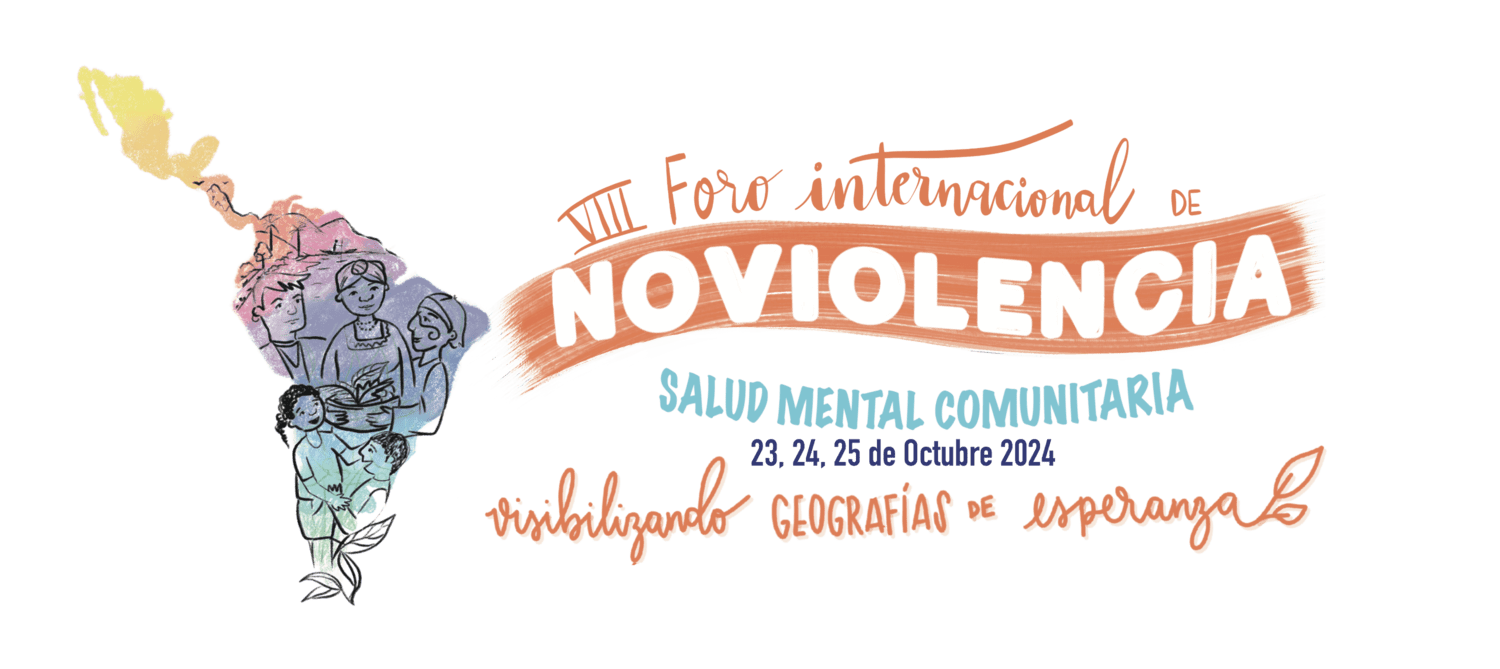 VIII Foro internacional DE
NOVIOLENCIA
SALUD MENTAL COMUNITARIA
23, 24, 25 de Octubre 2024
visibilizando GEOGRAFÍAS DE esperanza